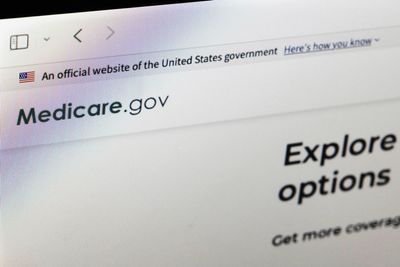 An official website of the United States government Here's how you know
Medicare.gov
Explore
options
Get more coverag